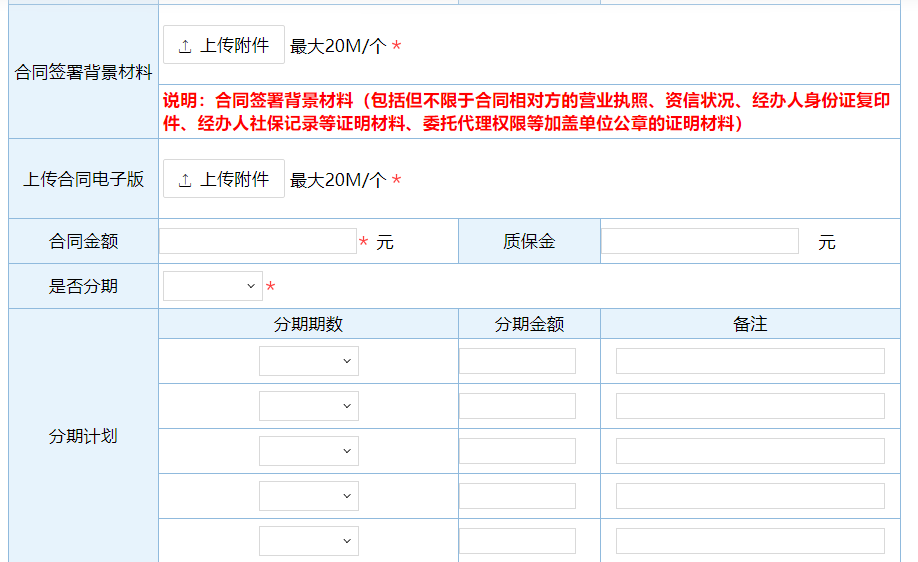 合同签署背景材料
上传附件 最大20M/个 *
说明：合同签署背景材料（包括但不限于合同相对方的营业执照、资信状况、经办人身份证复印
件、经办人社保记录等证明材料、委托代理权限等加盖单位公章的证明材料）
上传合同电子版
上传附件 最大20M/个 *
合同金额 * 元 质保金 元
是否分期 *
分期计划
分期期数 分期金额 备注